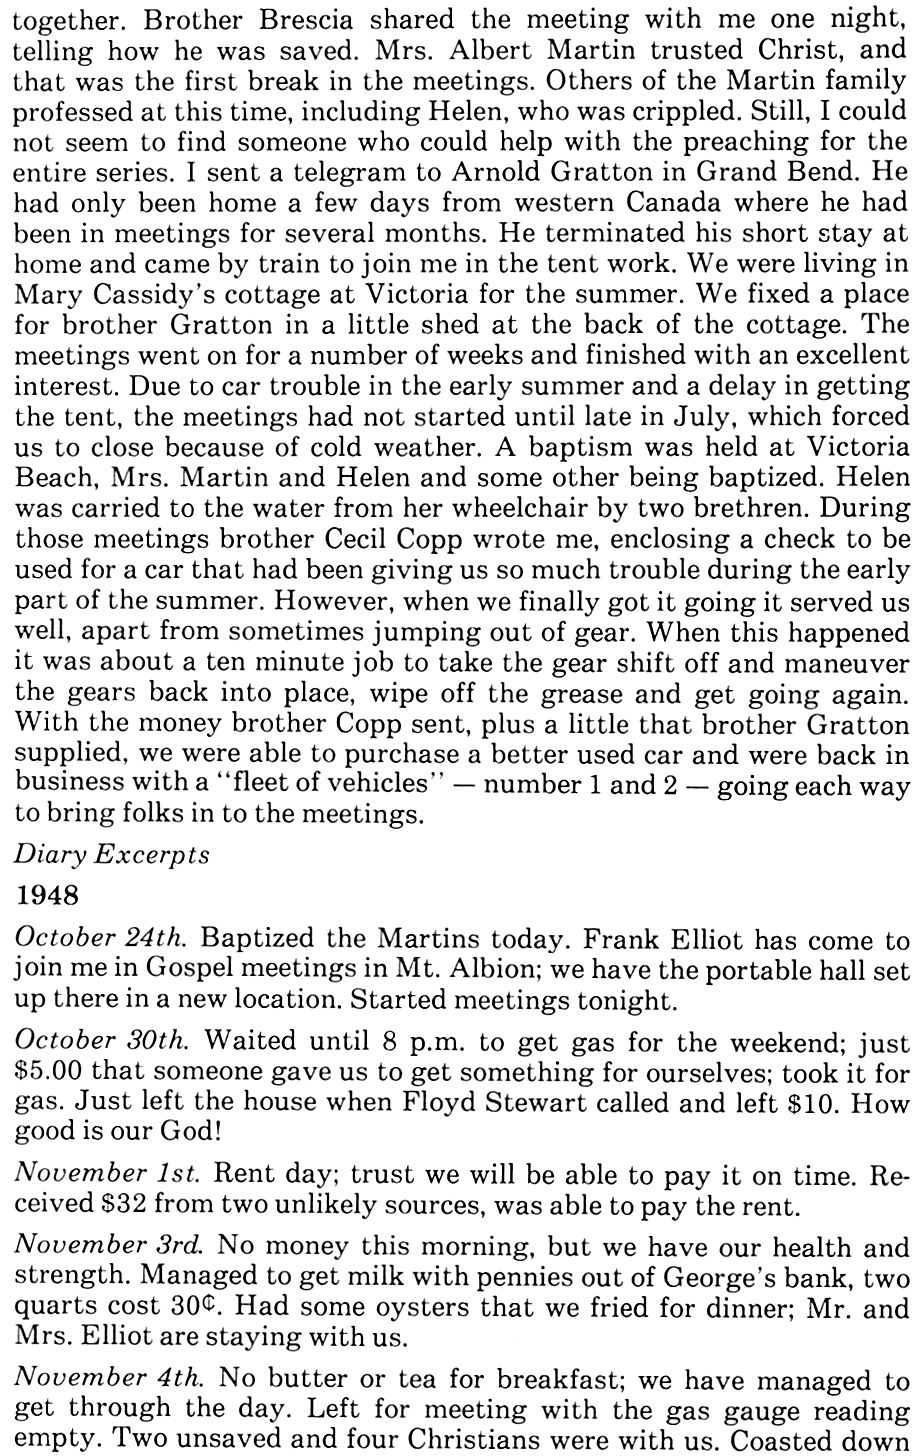 together. Brother Brescia shared the meeting with me one night,
telling how he was saved. Mrs. Albert Martin trusted Christ, and
that was the first break in the meetings. Others of the Martin family
professed at this time, including Helen, who was crippled. Still, I could
not seem to find someone who could help with the preaching for the
entire series. I sent a telegram to Arnold Gratton in Grand Bend. He
had only been home a few days from western Canada where he had
been in meetings for several months. He terminated his short stay at
home and came by train to join me in the tent work. We were living in
Mary Cassidy's cottage at Victoria for the summer. We fixed a place
for brother Gratton in a little shed at the back of the cottage. The
meetings went on for a number of weeks and finished with an excellent
interest. Due to car trouble in the early summer and a delay in getting
the tent, the meetings had not started until late in July, which forced
us to close because of cold weather. A baptism was held at Victoria
Beach, Mrs. Martin and Helen and some other being baptized. Helen
was carried to the water from her wheelchair by two brethren. During
those meetings brother Cecil Copp wrote me, enclosing a check to be
used for a car that had been giving us so much trouble during the early
part of the summer. However, when we finally got it going it served us
well, apart from sometimes jumping out of gear. When this happened
it was about a ten minute job to take the gear shift off and maneuver
the gears back into place, wipe off the grease and get going again.
With the money brother Copp sent, plus a little that brother Gratton
supplied, we were able to purchase a better used car and were back in
business with a "fleet of vehicles" — number 1 and 2 — going each way
to bring folks in to the meetings.
Diary Excerpts
1948
October 24th. Baptized the Martins today. Frank Elliot has come to
join me in Gospel meetings in Mt. Albion; we have the portable hall set
up there in a new location. Started meetings tonight.
October 30th. Waited until 8 p.m. to get gas for the weekend; just
$5.00 that someone gave us to get something for ourselves; took it for
gas. Just left the house when Floyd Stewart called and left $10. How
good is our God!
November 1st. Rent day; trust we will be able to pay it on time. Re-
ceived $32 from two unlikely sources, was able to pay the rent.
November 3rd. No money this morning, but we have our health and
strength. Managed to get milk with pennies out of George's bank, two
quarts cost 30¢. Had some oysters that we fried for dinner; Mr. and
Mrs. Elliot are staying with us.
November 4th. No butter or tea for breakfast; we have managed to
get through the day. Left for meeting with the gas gauge reading
empty. Two unsaved and four Christians were with us. Coasted down